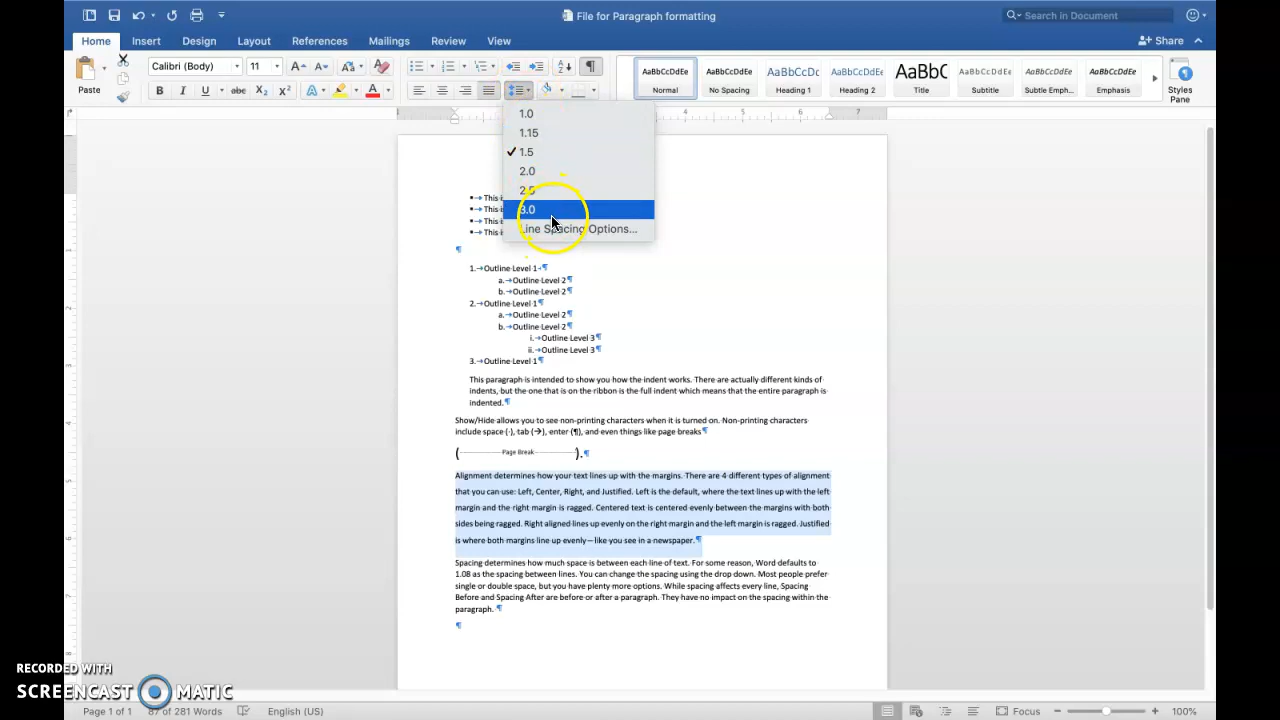 File for Paragraph formatting
Search in Document
Home Insert Design Layout References Mailings Review View
Share
Paste
Calibri (Body) 11
AaBbCcDdEe Normal
AaBbCcDdEe No Spacing
AaBbCcDc Heading 1
AaBbCcDdEe Heading 2
AaBbC Title
AaBbCcDdEe Subtitle
AaBbCcDdEe Subtle Emph...
AaBbCcDdEe Emphasis
Styles Pane
1.0
1.15
✓ 1.5
2.0
2.5
3.0
Line Spacing Options...
This
This
This
This
¶
1.→Outline·Level·1·¶
a.→Outline·Level·2¶
b.→Outline·Level·2¶
2.→Outline·Level·1¶
a.→Outline·Level·2¶
b.→Outline·Level·2¶
i.→Outline·Level·3¶
ii.→Outline·Level·3¶
3.→Outline·Level·1¶
This paragraph is intended to show you how the indent works. There are actually different kinds of
indents, but the one that is on the ribbon is the full indent which means that the entire paragraph is
indented.¶
Show/Hide allows you to see non-printing characters when it is turned on. Non-printing characters
include space (·), tab (→), enter (¶), and even things like page breaks¶
(Page Break).¶
Alignment determines how your text lines up with the margins. There are 4 different types of alignment
that you can use: Left, Center, Right, and Justified. Left is the default, where the text lines up with the left
margin and the right margin is ragged. Centered text is centered evenly between the margins with both
sides being ragged. Right aligned lines up evenly on the right margin and the left margin is ragged. Justified
is where both margins line up evenly—like you see in a newspaper.¶
Spacing determines how much space is between each line of text. For some reason, Word defaults to
1.08 as the spacing between lines. You can change the spacing using the drop down. Most people prefer
single or double space, but you have plenty more options. While spacing affects every line, Spacing
Before and Spacing After are before or after a paragraph. They have no impact on the spacing within the
paragraph. ¶
¶
RECORDED WITH
SCREENCAST MATIC
Page 1 of 1 87 of 281 Words English (US) Focus 100%